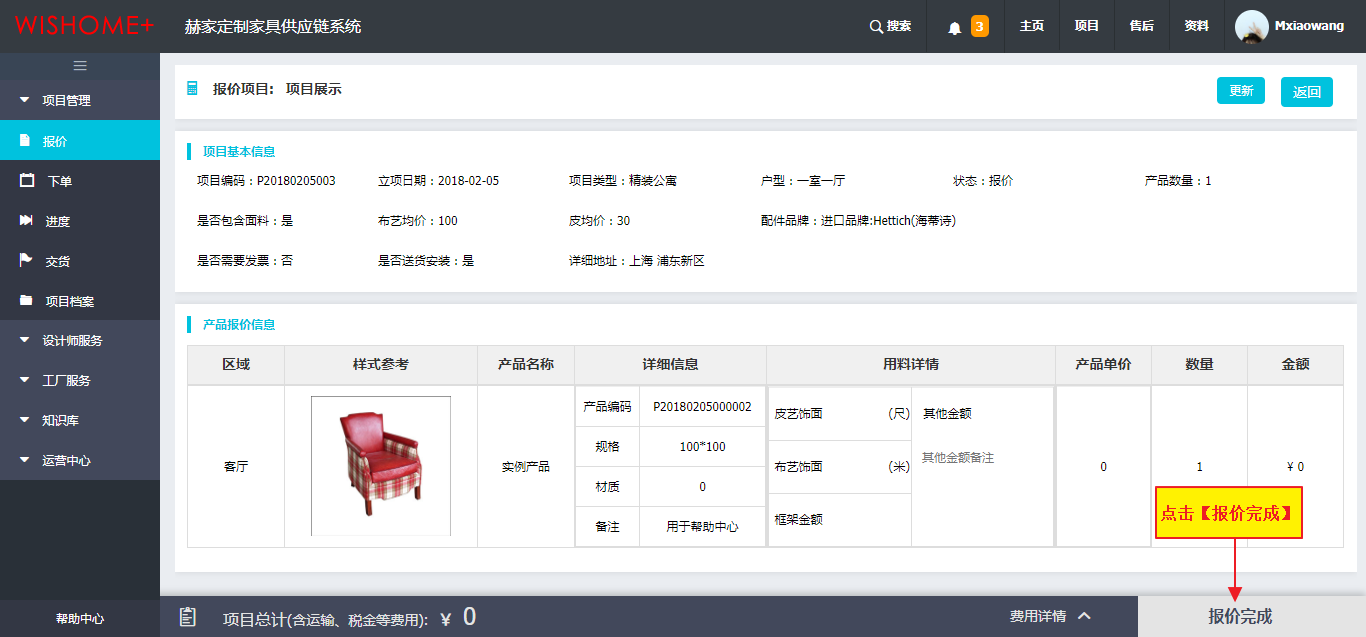 WISHOME+ 赫家定制家具供应链系统 搜索 3 主页 项目 售后 资料 Mxiaowang
项目管理
报价
下单
进度
交货
项目档案
设计师服务
工厂服务
知识库
运营中心
帮助中心
报价项目: 项目展示 更新 返回
项目基本信息
项目编码：P20180205003 立项日期：2018-02-05 项目类型：精装公寓 户型：一室一厅 状态：报价 产品数量：1
是否包含面料：是 布艺均价：100 皮均价：30 配件品牌：进口品牌:Hettich(海蒂诗)
是否需要发票：否 是否送货安装：是 详细地址：上海 浦东新区
产品报价信息
区域 样式参考 产品名称 详细信息 用料详情 产品单价 数量 金额
产品编码 P20180205000002 皮艺饰面 (尺) 其他金额
规格 100*100 其他金额备注
客厅 实例产品 布艺饰面 (米) 0 1 ¥ 0
材质 0
备注 用于帮助中心 框架金额
点击【报价完成】
项目总计(含运输、税金等费用): ¥ 0 费用详情 报价完成